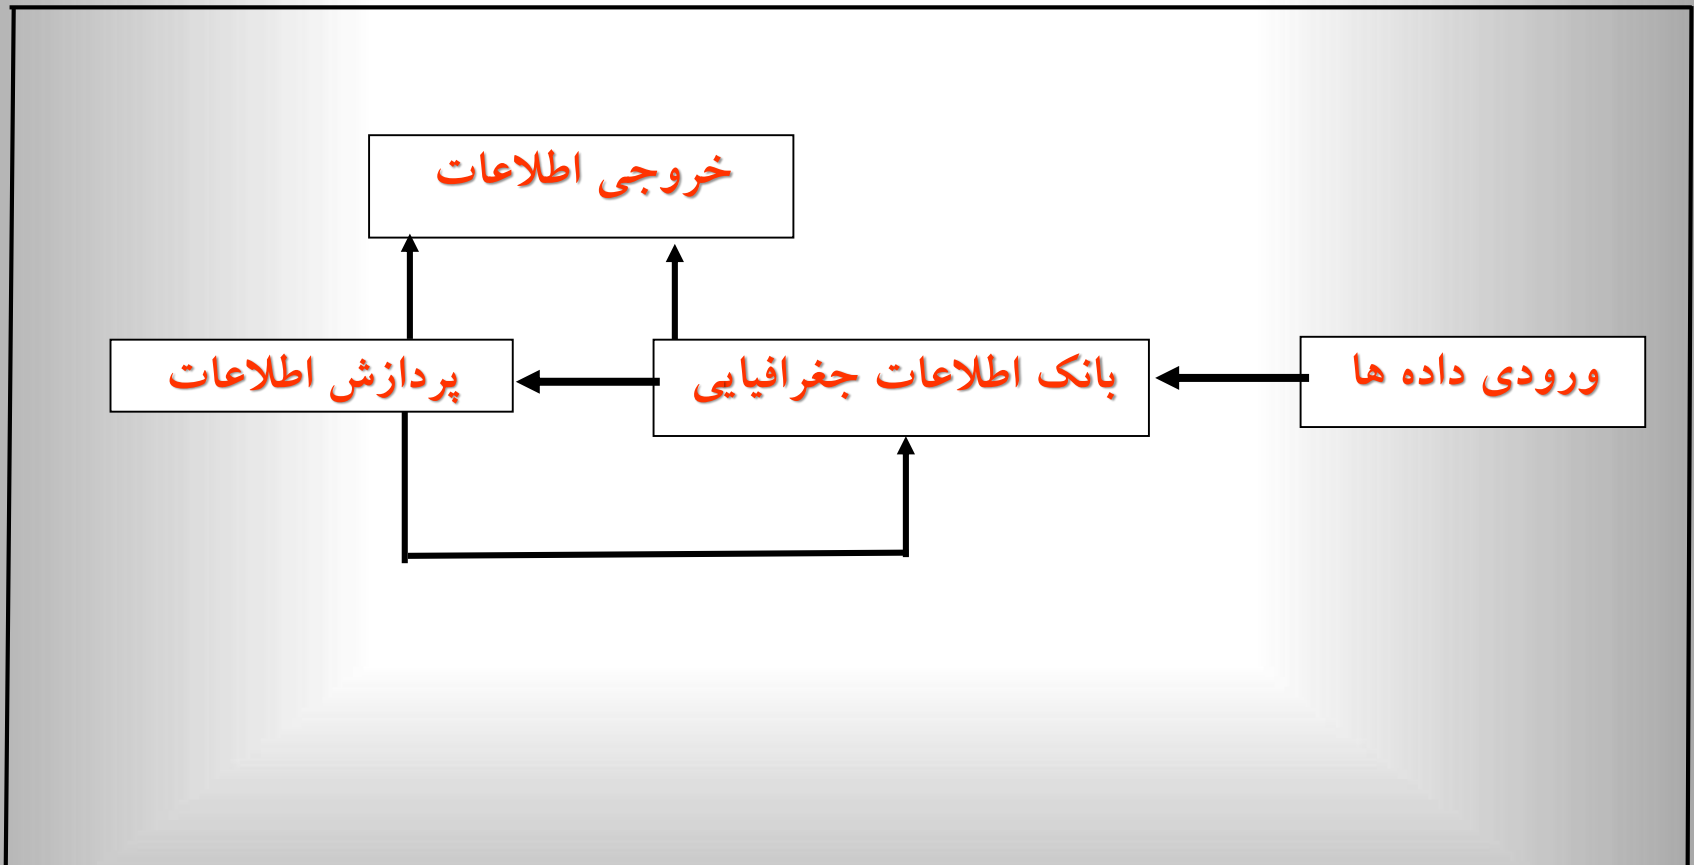 خروجی اطلاعات
ورودی داده ها
بانک اطلاعات جغرافیایی
پردازش اطلاعات